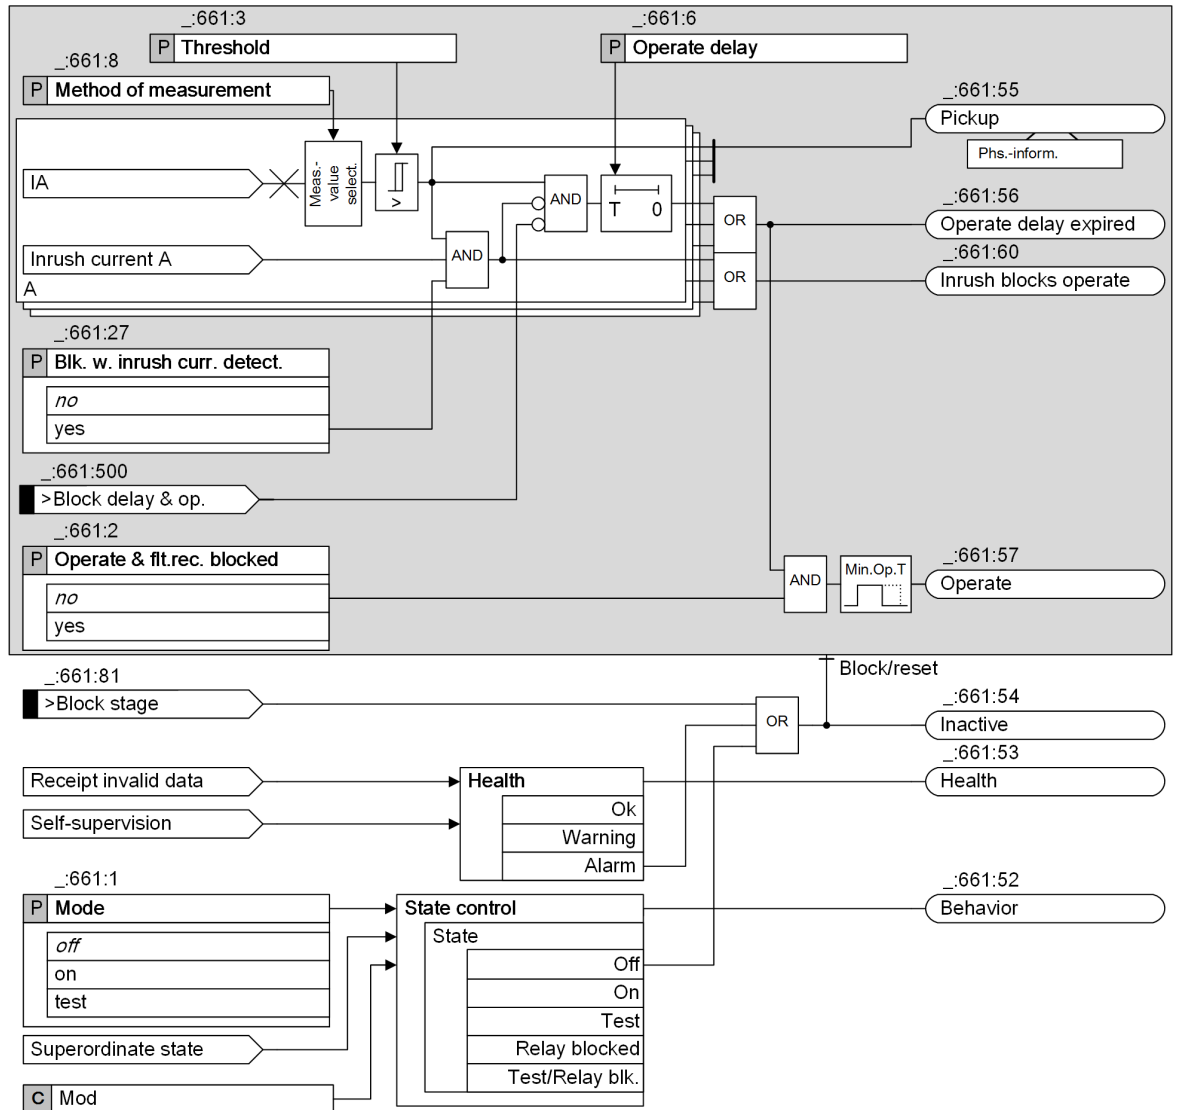 _:661:3
P Threshold
_:661:6
P Operate delay
_:661:8
P Method of measurement
_:661:55
Pickup
Phs.-inform.
IA
Meas.-
value
select.
v
AND
T 0
OR
_:661:56
Operate delay expired
Inrush current A
AND
A
OR
_:661:60
Inrush blocks operate
_:661:27
P Blk. w. inrush curr. detect.
no
yes
_:661:500
>Block delay & op.
_:661:2
P Operate & flt.rec. blocked
no
yes
AND
Min.Op.T
_:661:57
Operate
Block/reset
_:661:81
>Block stage
OR
_:661:54
Inactive
Receipt invalid data
Self-supervision
Health
Ok
Warning
Alarm
_:661:53
Health
_:661:1
P Mode
off
on
test
Superordinate state
C Mod
State control
State
Off
On
Test
Relay blocked
Test/Relay blk.
_:661:52
Behavior